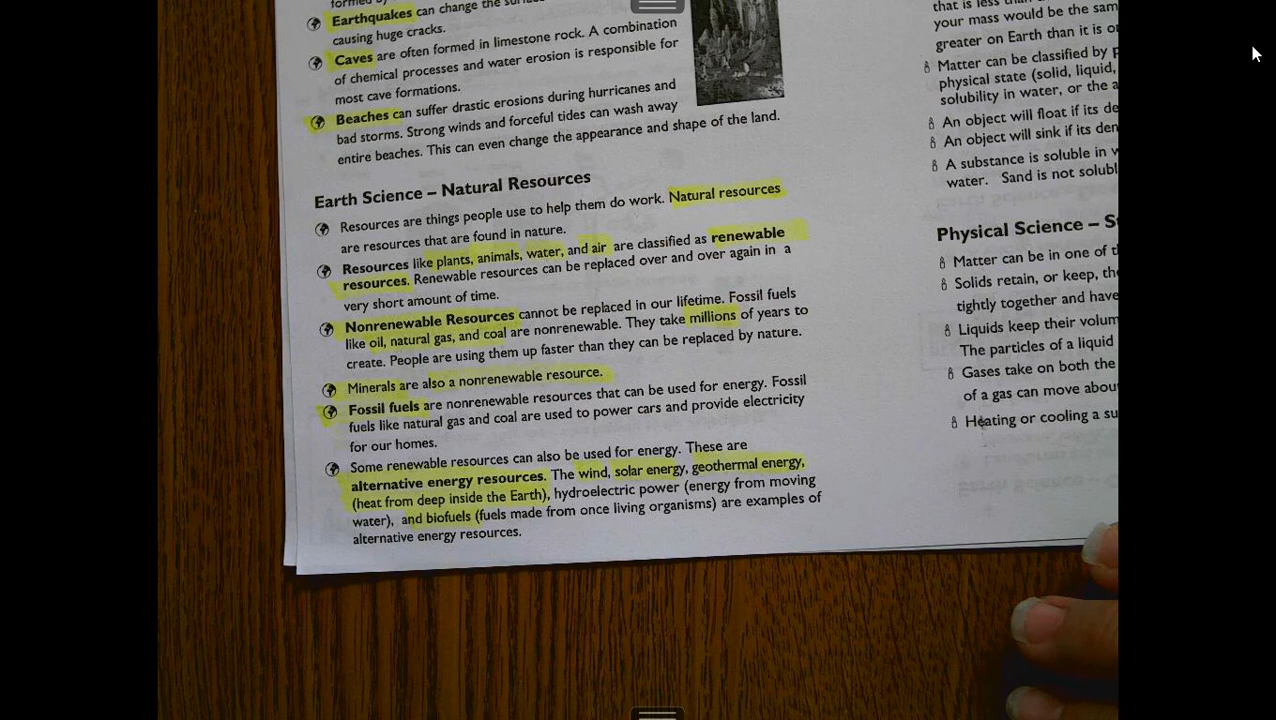 Earthquakes can change the
causing huge cracks.
Caves are often formed in limestone rock. A combination
of chemical processes and water erosion is responsible for
most cave formations.
Beaches can suffer drastic erosions during hurricanes and
bad storms. Strong winds and forceful tides can wash away
entire beaches. This can even change the appearance and shape of the land.
Earth Science – Natural Resources
Resources are things people use to help them do work. Natural resources
are resources that are found in nature.
Resources like plants, animals, water, and air are classified as renewable
resources. Renewable resources can be replaced over and over again in a
very short amount of time.
Nonrenewable Resources cannot be replaced in our lifetime. Fossil fuels
like oil, natural gas, and coal are nonrenewable. They take millions of years to
create. People are using them up faster than they can be replaced by nature.
Minerals are also a nonrenewable resource.
Fossil fuels are nonrenewable resources that can be used for energy. Fossil
fuels like natural gas and coal are used to power cars and provide electricity
for our homes.
Some renewable resources can also be used for energy. These are
alternative energy resources. The wind, solar energy, geothermal energy,
(heat from deep inside the Earth), hydroelectric power (energy from moving
water), and biofuels (fuels made from once living organisms) are examples of
alternative energy resources.
that is less
your mass would be the sam
greater on Earth than it is
Matter can be classified by
physical state (solid, liquid,
solubility in water, or the
An object will float if its de
An object will sink if its den
A substance is soluble in
water. Sand is not solubl
Physical Science –
Matter can be in one of
Solids retain, or keep,
tightly together and have
Liquids keep their volum
The particles of a liquid
Gases take on both the
of a gas can move abou
Heating or cooling a su